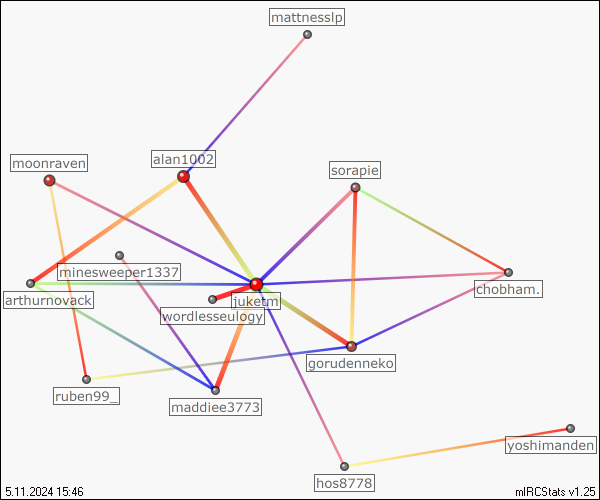 mattnesslp
alan1002
moonraven
sorapie
minesweeper1337
chobham.
arthurnovack
juketm
wordlesseulogy
gorudenneko
ruben99_
maddiee3773
yoshimanden
hos8778
5.11.2024 15:46
mIRCStats v1.25